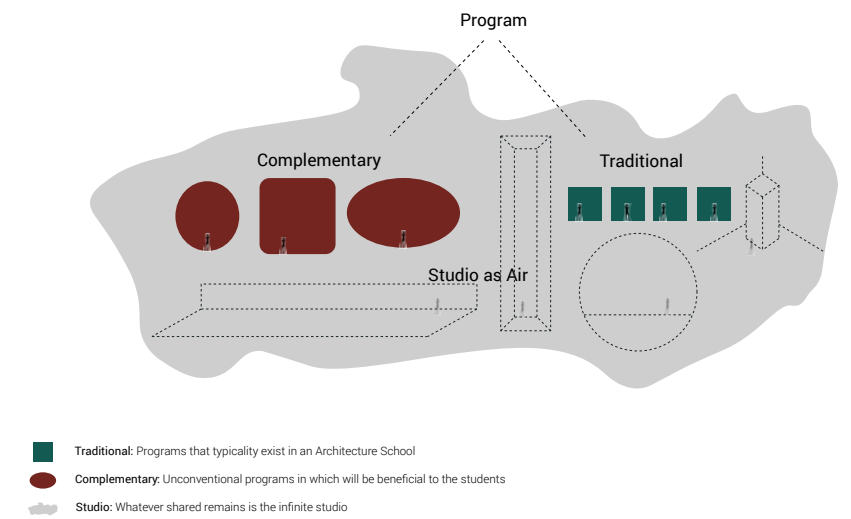 Program
Complementary
Traditional
Studio as Air
Traditional: Programs that typicality exist in an Architecture School
Complementary: Unconventional programs in which will be beneficial to the students
Studio: Whatever shared remains is the infinite studio